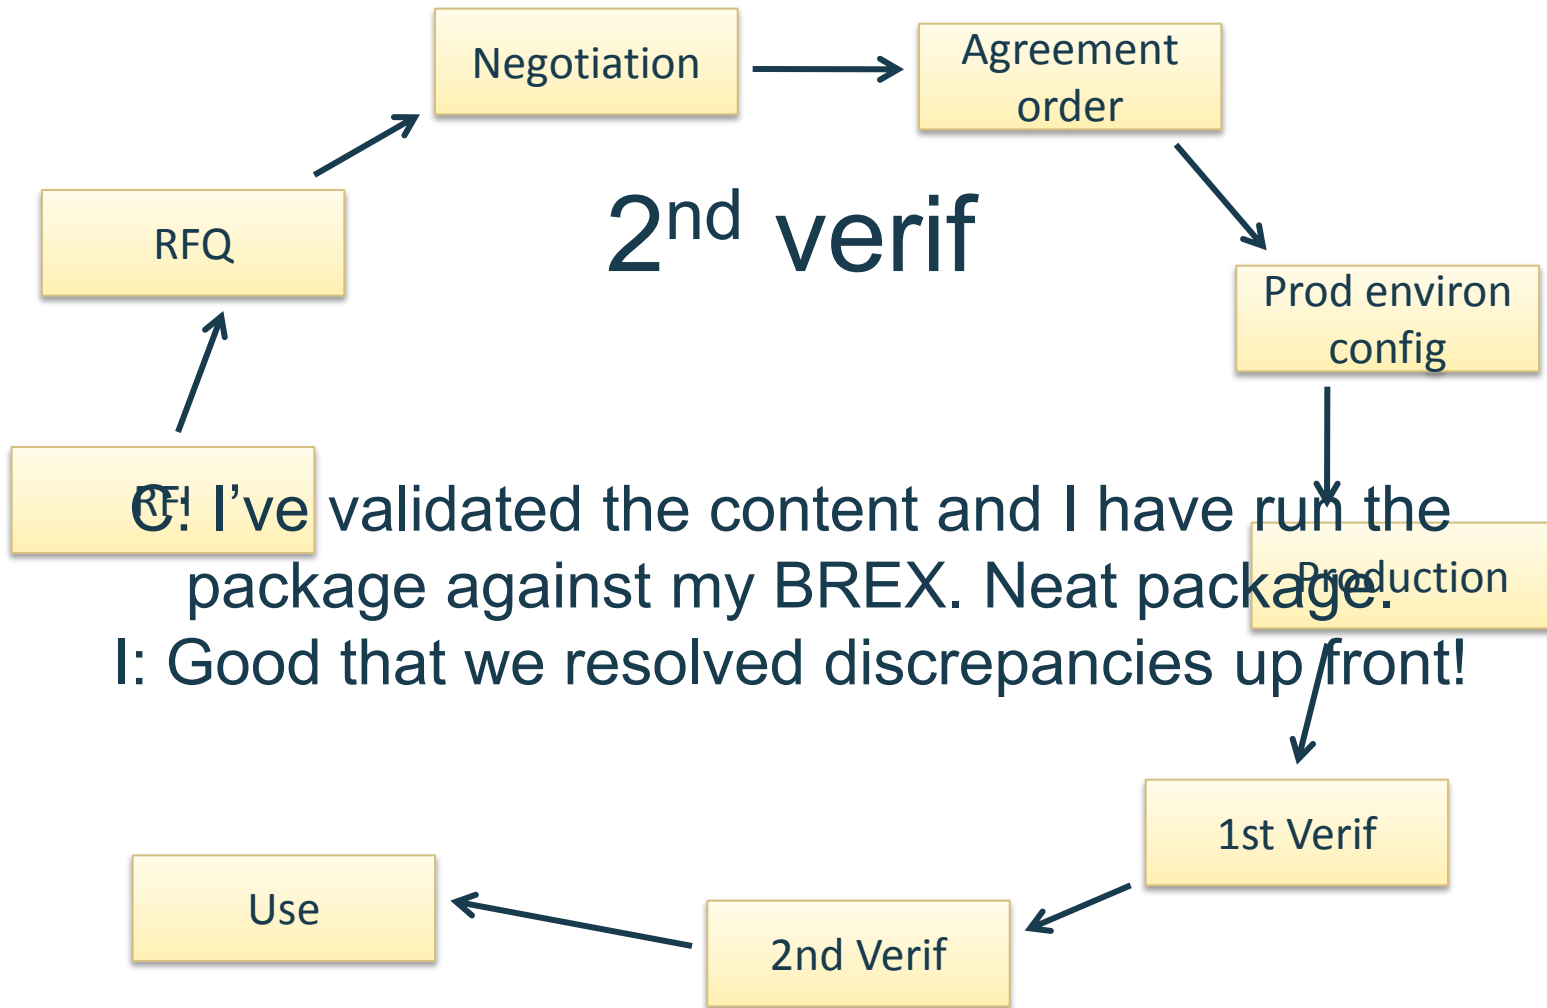 Negotiation
Agreement
order
RFQ
2nd verif
Prod environ
config
RFI
C: I’ve validated the content and I have run the
package against my BREX. Neat package.
Production
I: Good that we resolved discrepancies up front!
1st Verif
Use
2nd Verif